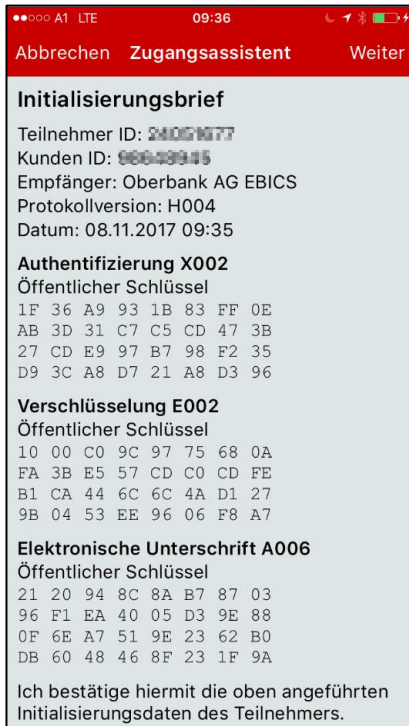 A1 LTE 09:36
Abbrechen Zugangsassistent Weiter
Initialisierungsbrief
Teilnehmer ID:
Kunden ID:
Empfänger: Oberbank AG EBICS
Protokollversion: H004
Datum: 08.11.2017 09:35
Authentifizierung X002
Öffentlicher Schlüssel
1F 36 A9 93 1B 83 FF 0E
AB 3D 31 C7 C5 CD 47 3B
27 CD E9 97 B7 98 F2 35
D9 3C A8 D7 21 A8 D3 96
Verschlüsselung E002
Öffentlicher Schlüssel
10 00 C0 9C 97 75 68 0A
FA 3B E5 57 CD C0 CD FE
B1 CA 44 6C 6C 4A D1 27
9B 04 53 EE 96 06 F8 A7
Elektronische Unterschrift A006
Öffentlicher Schlüssel
21 20 94 8C 8A B7 87 03
96 F1 EA 40 05 D3 9E 88
0F 6E A7 51 9E 23 62 B0
DB 60 48 46 8F 23 1F 9A
Ich bestätige hiermit die oben angeführten
Initialisierungsdaten des Teilnehmers.